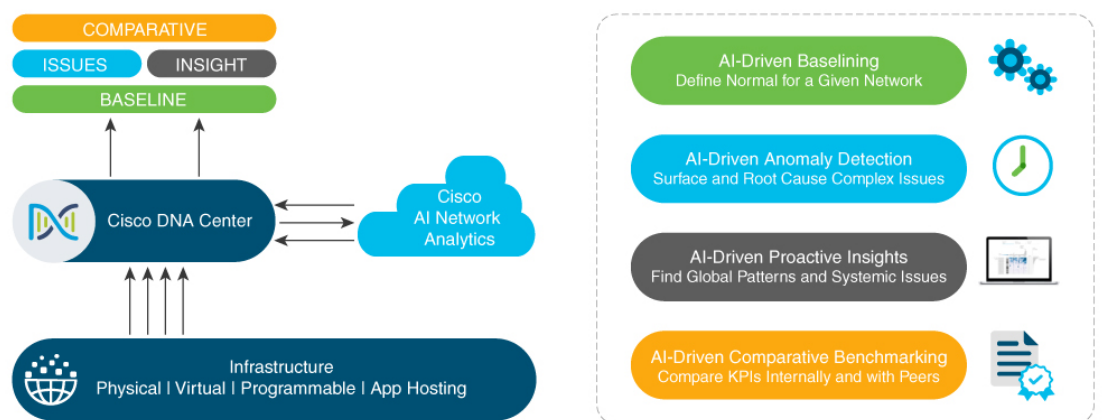 COMPARATIVE
ISSUES
INSIGHT
BASELINE
Cisco DNA Center
Cisco
AI Network
Analytics
Infrastructure
Physical | Virtual | Programmable | App Hosting
AI-Driven Baselining
Define Normal for a Given Network
AI-Driven Anomaly Detection
Surface and Root Cause Complex Issues
AI-Driven Proactive Insights
Find Global Patterns and Systemic Issues
AI-Driven Comparative Benchmarking
Compare KPIs Internally and with Peers